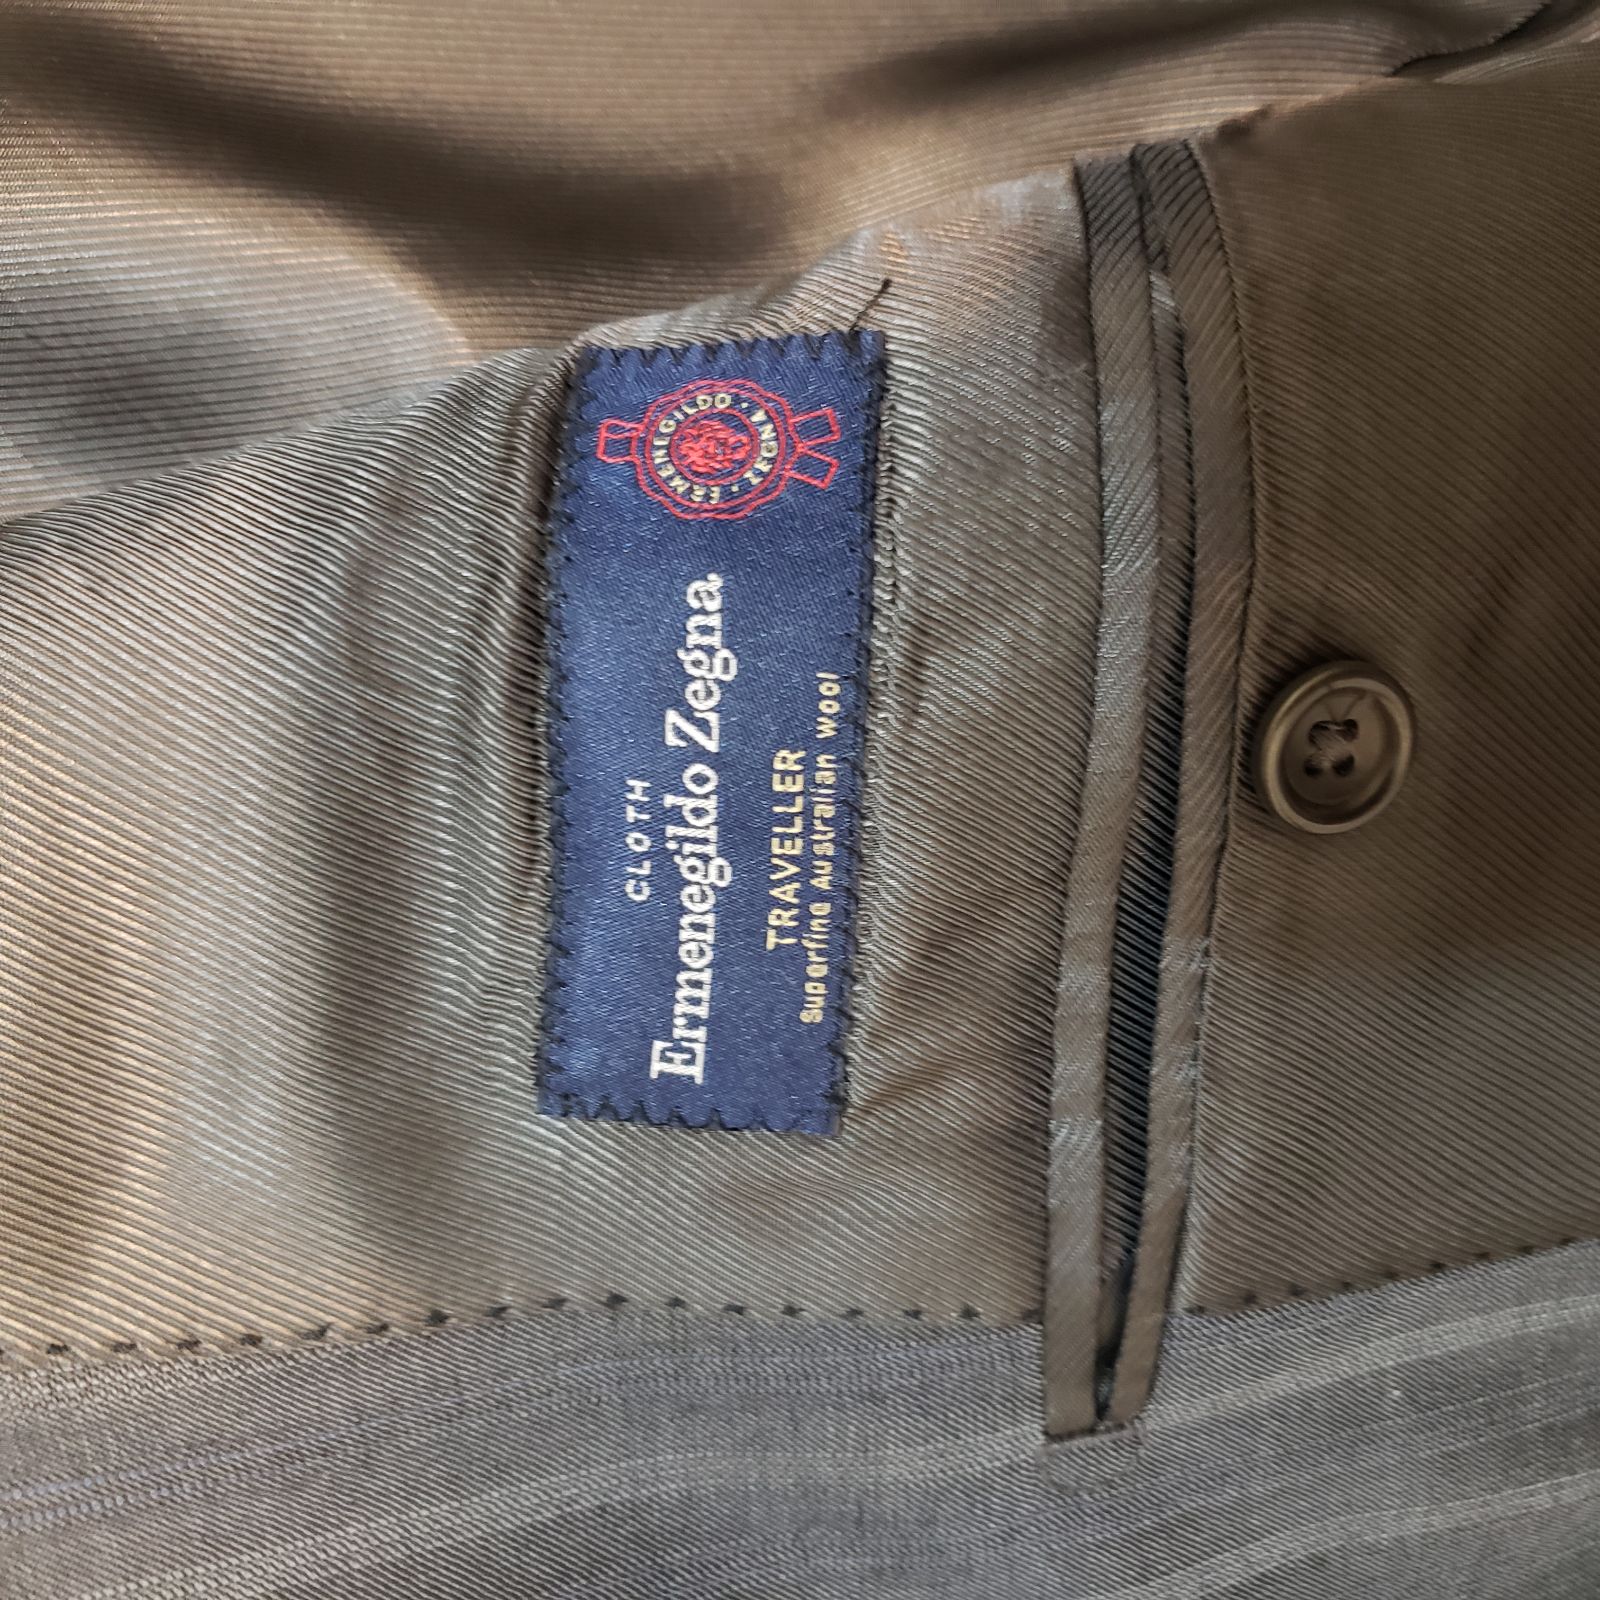 ERMENEGILDO · ZEGNA ·
CLOTH
Ermenegildo Zegna
TRAVELLER
Superfine Australian wool